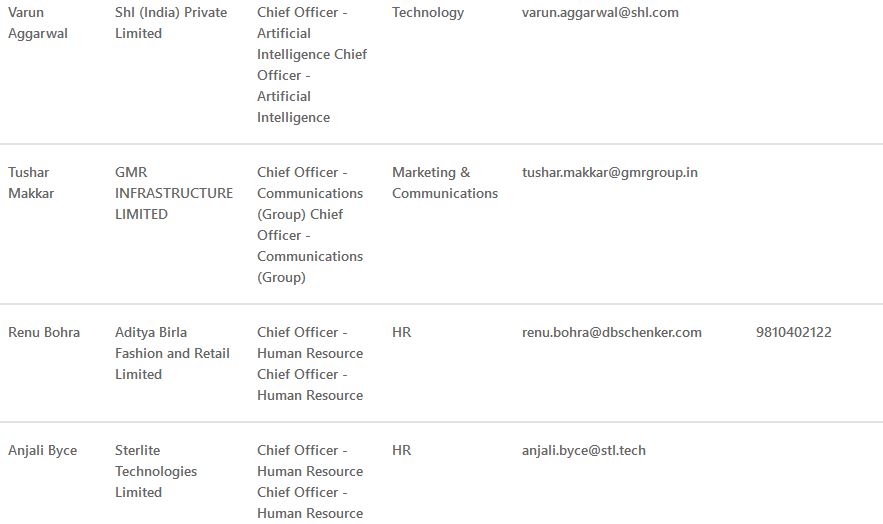 Varun Aggarwal
Shl (India) Private Limited
Chief Officer - Artificial Intelligence Chief Officer - Artificial Intelligence
Technology
varun.aggarwal@shl.com
Tushar Makkar
GMR INFRASTRUCTURE LIMITED
Chief Officer - Communications (Group) Chief Officer - Communications (Group)
Marketing & Communications
tushar.makkar@gmrgroup.in
Renu Bohra
Aditya Birla Fashion and Retail Limited
Chief Officer - Human Resource Chief Officer - Human Resource
HR
renu.bohra@dbschenker.com
9810402122
Anjali Byce
Sterlite Technologies Limited
Chief Officer - Human Resource Chief Officer - Human Resource
HR
anjali.byce@stl.tech